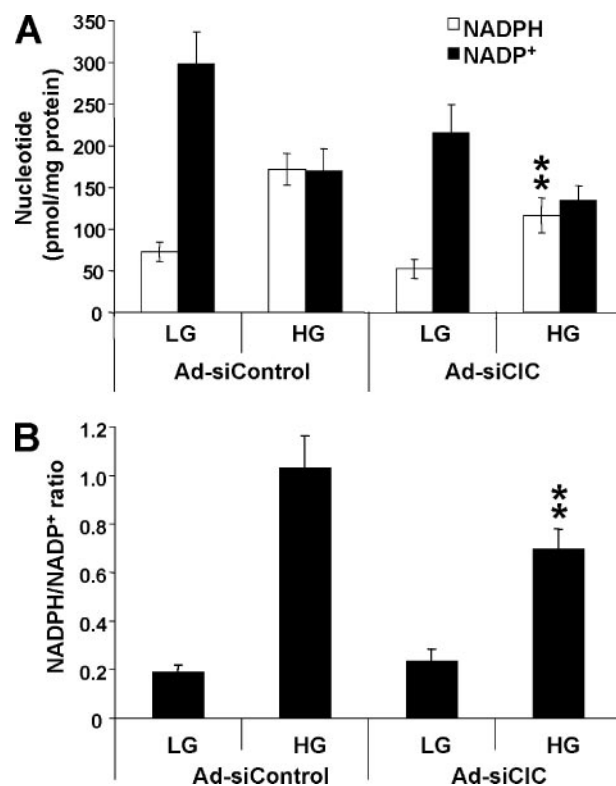 A
NADPH
NADP+
Nucleotide
(pmol/mg protein)
350
300
250
200
150
100
50
0
**
LG
HG
LG
HG
Ad-siControl
Ad-siCIC
B
NADPH/NADP+ ratio
1.2
1.0
0.8
0.6
0.4
0.2
0
**
LG
HG
LG
HG
Ad-siControl
Ad-siCIC